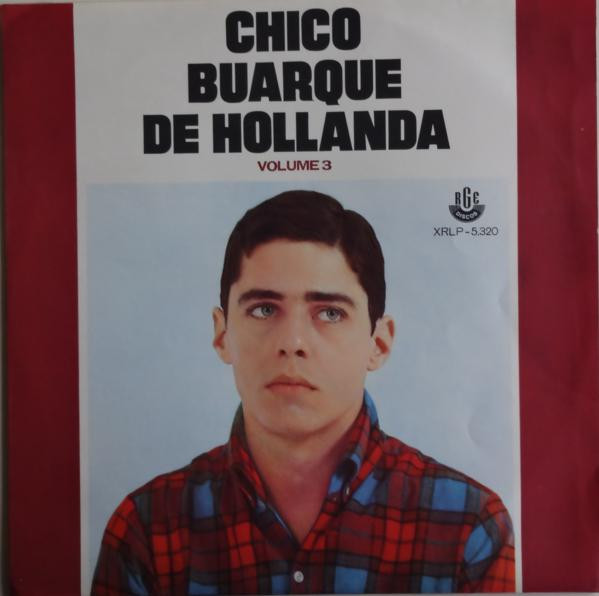 CHICO
BUARQUE
DE HOLLANDA
VOLUME 3
RGE
DISCOS
XRLP-5.320